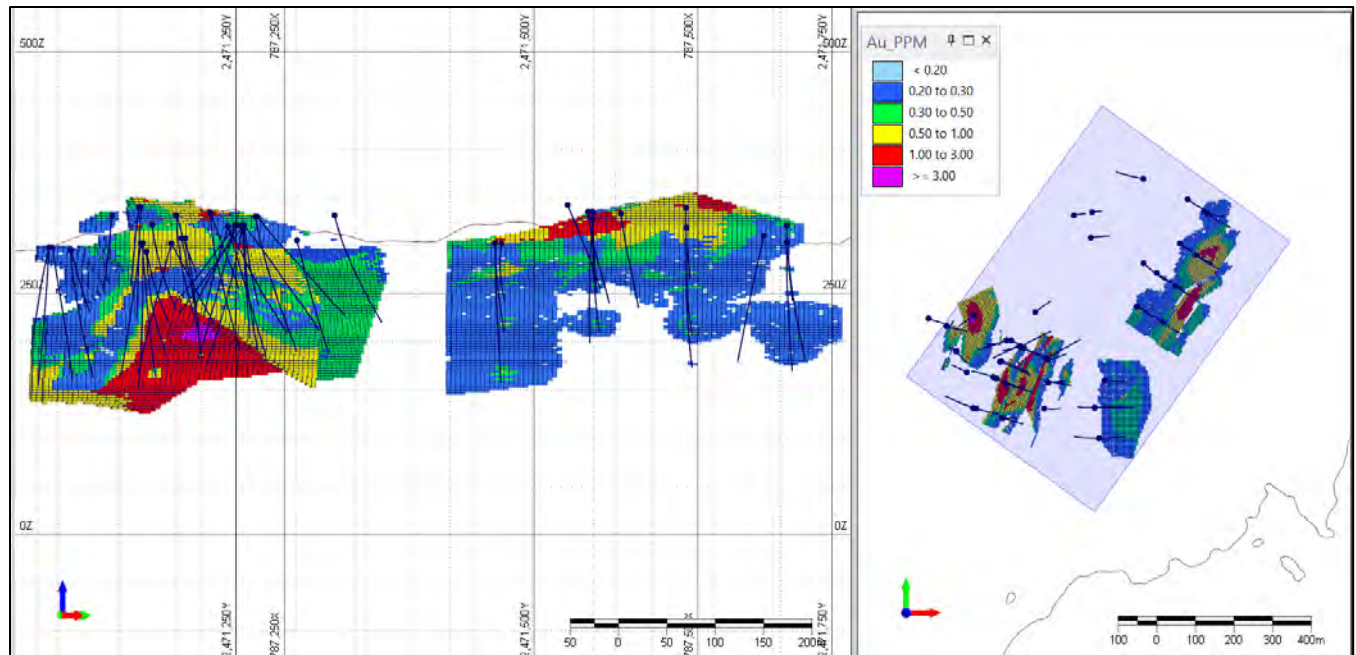 500Z
2,471,250Y
787,250X
2,471,500Y
787,500X
2,471,750Y
500Z
250Z
250Z
0Z
0Z
2,471,250Y
787,250X
2,471,500Y
2,471,750Y
50 0 50 100 150 200
Au_PPM
< 0.20
0.20 to 0.30
0.30 to 0.50
0.50 to 1.00
1.00 to 3.00
> = 3.00
100 0 100 200 300 400m